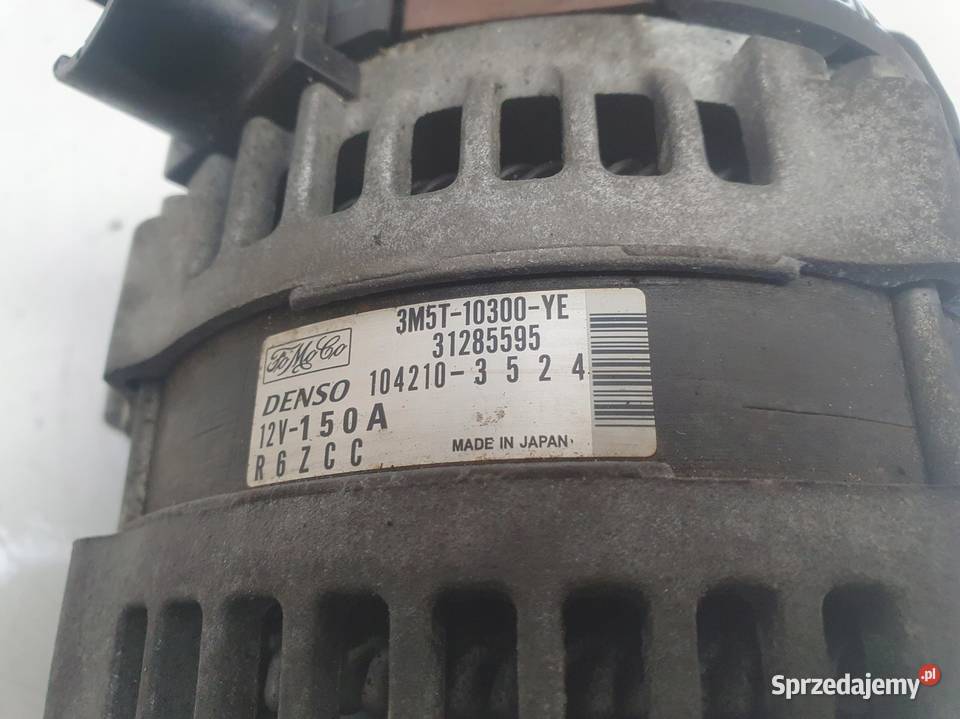 3M5T-10300-YE
31285595
FoMoCo
DENSO 104210-3524
12V-150A
R6ZCC
MADE IN JAPAN
Sprzedajemy.pl